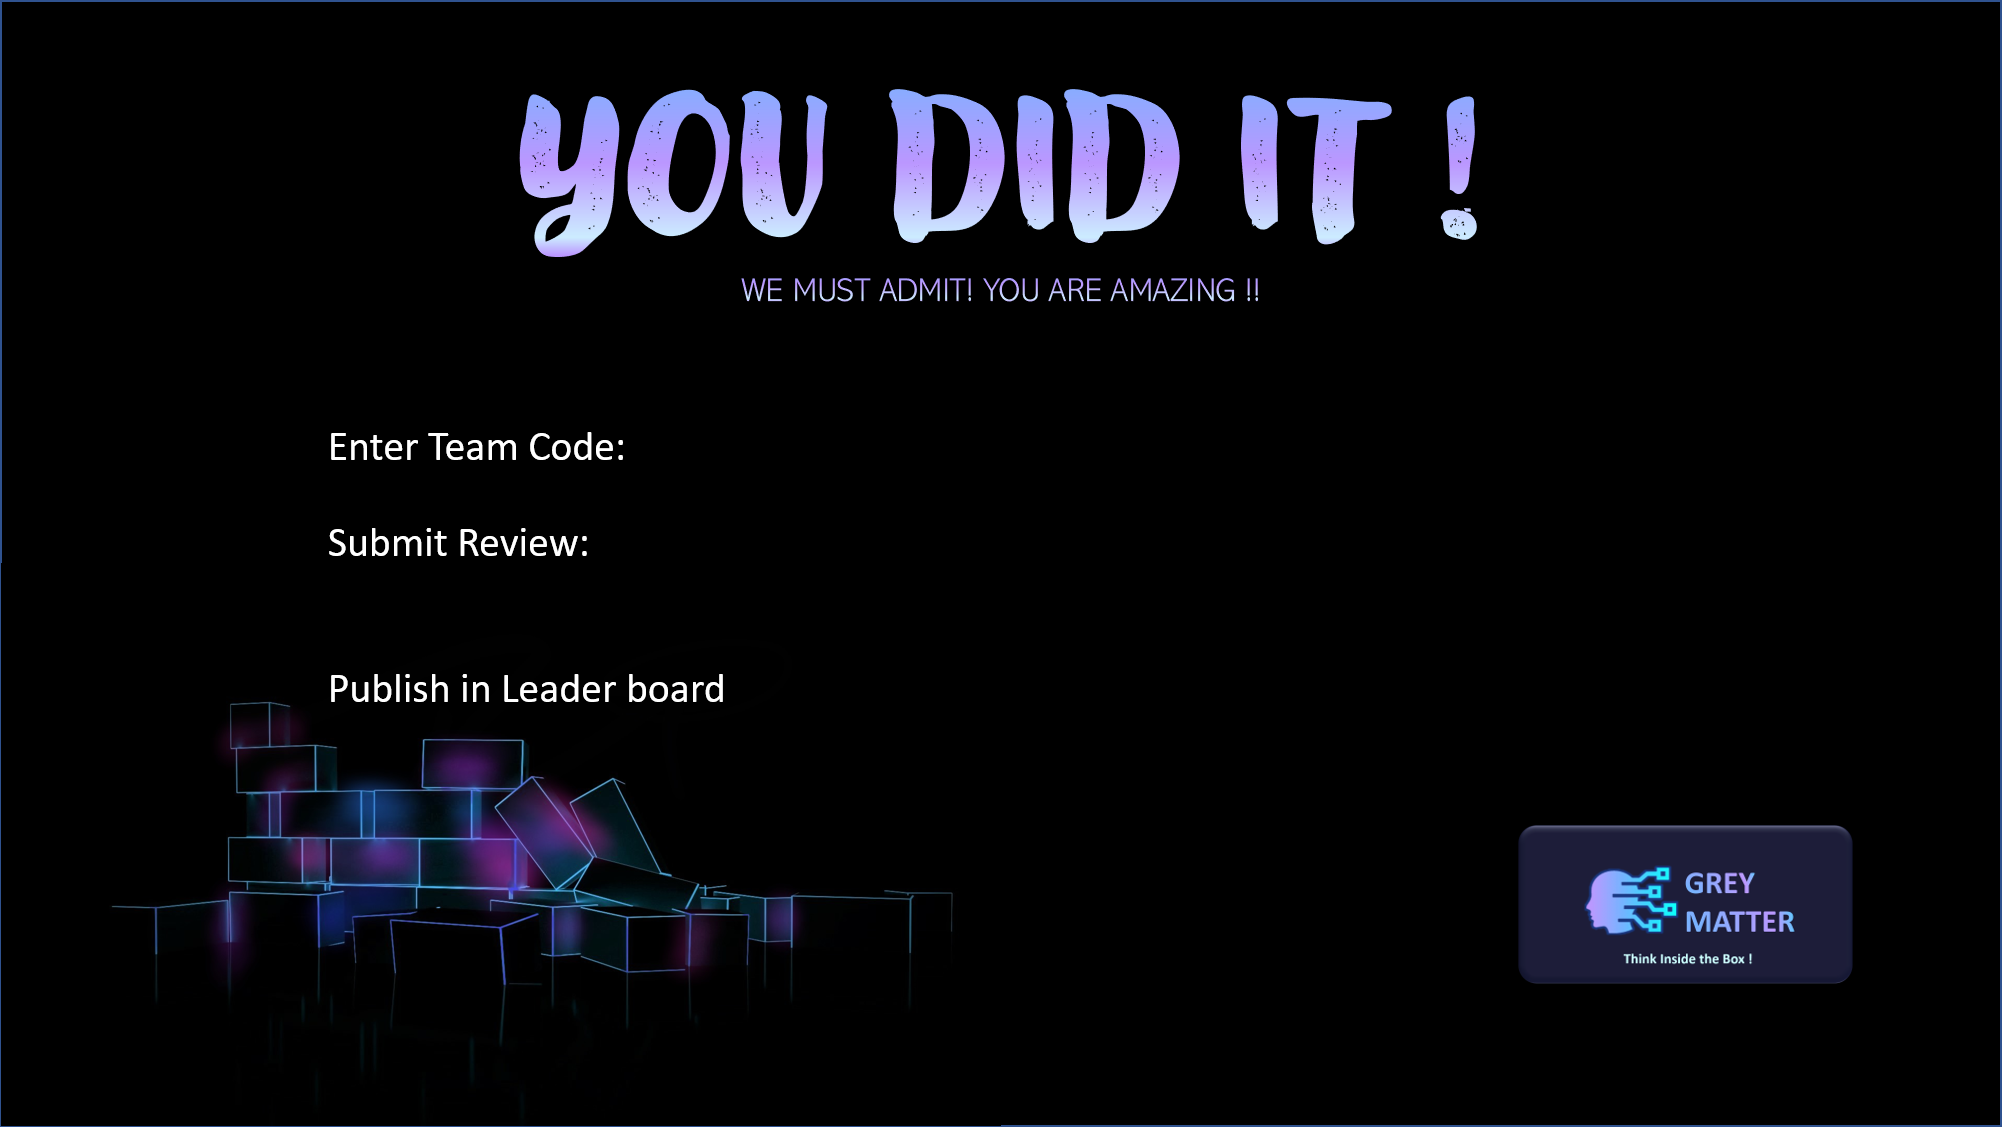 YOU DID IT !
WE MUST ADMIT! YOU ARE AMAZING !!
Enter Team Code:
Submit Review:
Publish in Leader board
GREY
MATTER
Think Inside the Box !